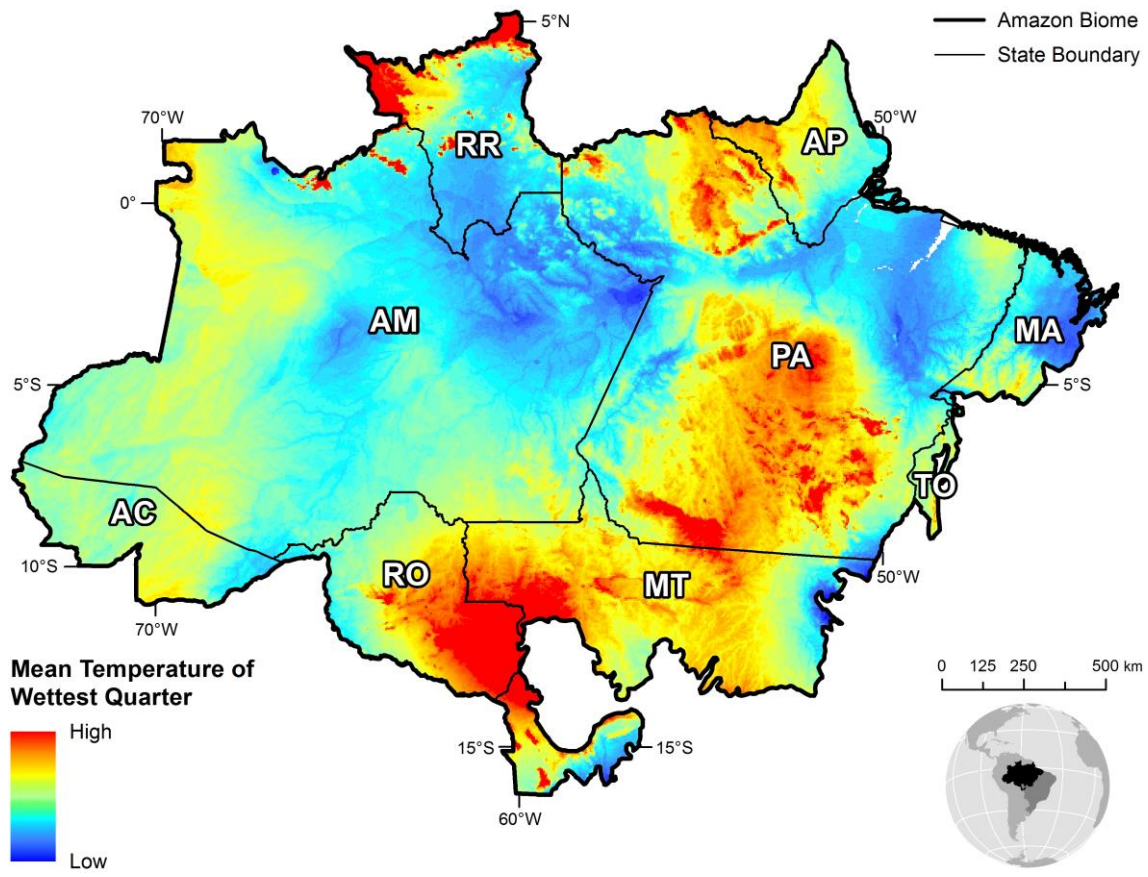 5°N
Amazon Biome
State Boundary
70°W
50°W
RR
AP
0°
AM
PA
MA
5°S
5°S
TO
AC
10°S
RO
MT
50°W
70°W
Mean Temperature of
Wettest Quarter
High
Low
0 125 250 500 km
15°S
15°S
60°W